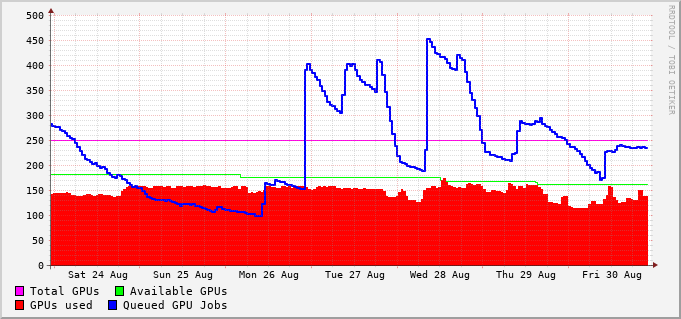 500
450
400
350
300
250
200
150
100
50
0
Sat 24 Aug Sun 25 Aug Mon 26 Aug Tue 27 Aug Wed 28 Aug Thu 29 Aug Fri 30 Aug
Total GPUs Available GPUs
GPUs used Queued GPU Jobs
RRDTOOL / TOBI OETIKER